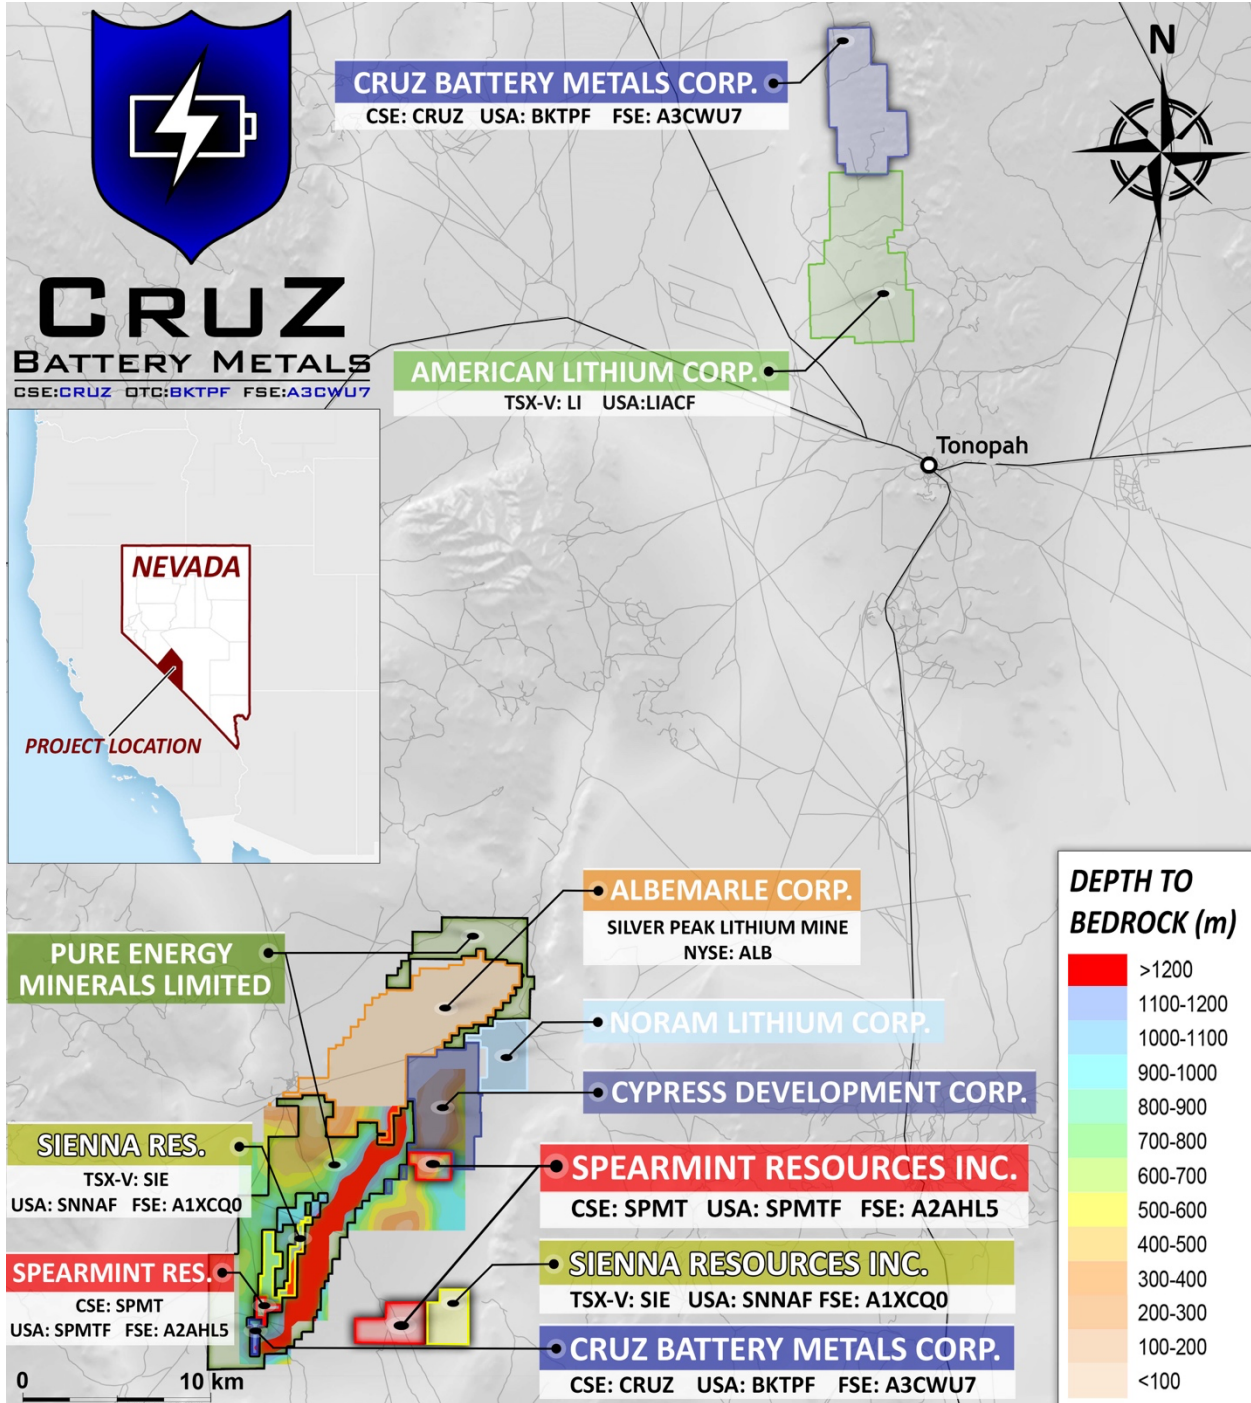 CRUZ BATTERY METALS CORP.
CSE: CRUZ USA: BKTPF FSE: A3CWU7
N
CRUZ
BATTERY METALS
CSE:CRUZ OTC:BKTPF FSE:A3CWU7
AMERICAN LITHIUM CORP.
TSX-V: LI USA:LIACF
Tonopah
NEVADA
PROJECT LOCATION
ALBEMARLE CORP.
SILVER PEAK LITHIUM MINE
NYSE: ALB
PURE ENERGY
MINERALS LIMITED
NORAM LITHIUM CORP.
CYPRESS DEVELOPMENT CORP.
SIENNA RES.
TSX-V: SIE
USA: SNNAF FSE: A1XCQ0
SPEARMINT RESOURCES INC.
CSE: SPMT USA: SPMTF FSE: A2AHL5
SPEARMINT RES.
CSE: SPMT
USA: SPMTF FSE: A2AHL5
SIENNA RESOURCES INC.
TSX-V: SIE USA: SNNAF FSE: A1XCQ0
CRUZ BATTERY METALS CORP.
CSE: CRUZ USA: BKTPF FSE: A3CWU7
0 10 km
DEPTH TO
BEDROCK (m)
>1200
1100-1200
1000-1100
900-1000
800-900
700-800
600-700
500-600
400-500
300-400
200-300
100-200
<100